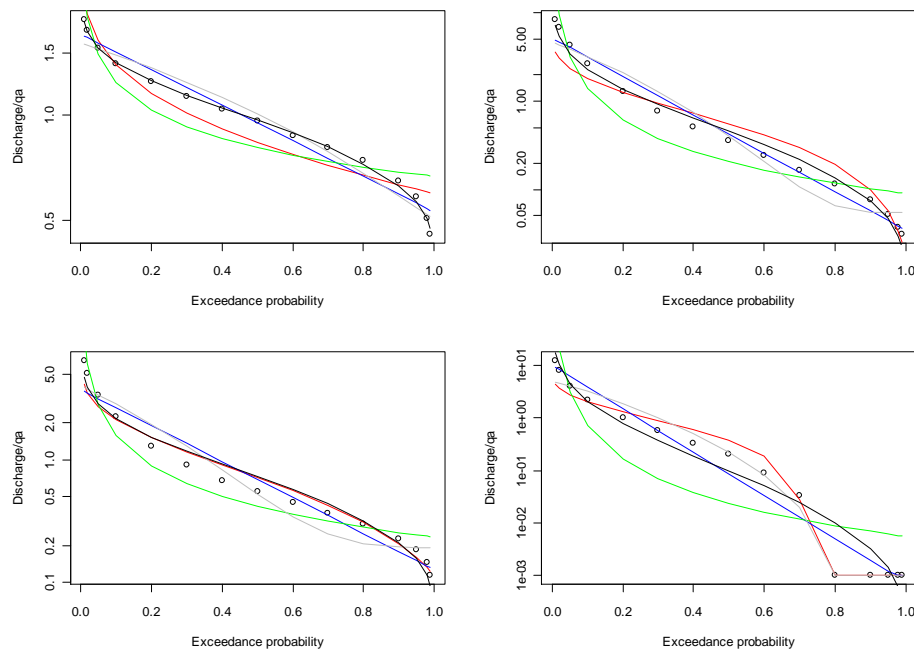 Discharge/qa
1.5
1.0
0.5
0.0 0.2 0.4 0.6 0.8 1.0
Exceedance probability
Discharge/qa
5.00
1.00
0.20
0.05
0.0 0.2 0.4 0.6 0.8 1.0
Exceedance probability
Discharge/qa
5.0
2.0
1.0
0.5
0.2
0.1
0.0 0.2 0.4 0.6 0.8 1.0
Exceedance probability
Discharge/qa
1e+01
1e+00
1e-01
1e-02
1e-03
0.0 0.2 0.4 0.6 0.8 1.0
Exceedance probability